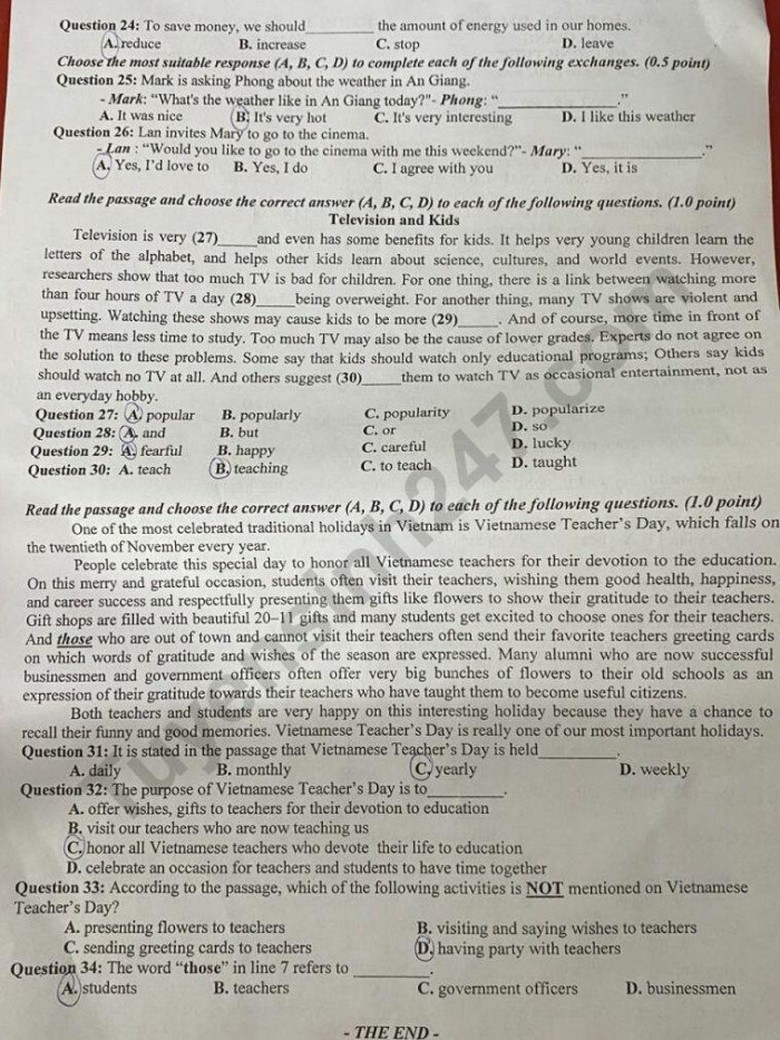 Question 24: To save money, we should_________ the amount of energy used in our homes.
A. reduce B. increase C. stop D. leave
Choose the most suitable response (A, B, C, D) to complete each of the following exchanges. (0.5 point)
Question 25: Mark is asking Phong about the weather in An Giang.
- Mark: “What's the weather like in An Giang today?"- Phong: “________________.”
A. It was nice B. It's very hot C. It's very interesting D. I like this weather
Question 26: Lan invites Mary to go to the cinema.
- Lan : “Would you like to go to the cinema with me this weekend?”- Mary: “________________.”
A. Yes, I’d love to B. Yes, I do C. I agree with you D. Yes, it is
Read the passage and choose the correct answer (A, B, C, D) to each of the following questions. (1.0 point)
Television and Kids
Television is very (27)_____and even has some benefits for kids. It helps very young children learn the
letters of the alphabet, and helps other kids learn about science, cultures, and world events. However,
researchers show that too much TV is bad for children. For one thing, there is a link between watching more
than four hours of TV a day (28)_____being overweight. For another thing, many TV shows are violent and
upsetting. Watching these shows may cause kids to be more (29)_____. And of course, more time in front of
the TV means less time to study. Too much TV may also be the cause of lower grades. Experts do not agree on
the solution to these problems. Some say that kids should watch only educational programs; Others say kids
should watch no TV at all. And others suggest (30)_____them to watch TV as occasional entertainment, not as
an everyday hobby.
Question 27: A. popular B. popularly C. popularity D. popularize
Question 28: A. and B. but C. or D. so
Question 29: A. fearful B. happy C. careful D. lucky
Question 30: A. teach B. teaching C. to teach D. taught
Read the passage and choose the correct answer (A, B, C, D) to each of the following questions. (1.0 point)
One of the most celebrated traditional holidays in Vietnam is Vietnamese Teacher’s Day, which falls on
the twentieth of November every year.
People celebrate this special day to honor all Vietnamese teachers for their devotion to the education.
On this merry and grateful occasion, students often visit their teachers, wishing them good health, happiness,
and career success and respectfully presenting them gifts like flowers to show their gratitude to their teachers.
Gift shops are filled with beautiful 20–11 gifts and many students get excited to choose ones for their teachers.
And those who are out of town and cannot visit their teachers often send their favorite teachers greeting cards
on which words of gratitude and wishes of the season are expressed. Many alumni who are now successful
businessmen and government officers often offer very big bunches of flowers to their old schools as an
expression of their gratitude towards their teachers who have taught them to become useful citizens.
Both teachers and students are very happy on this interesting holiday because they have a chance to
recall their funny and good memories. Vietnamese Teacher’s Day is really one of our most important holidays.
Question 31: It is stated in the passage that Vietnamese Teacher’s Day is held__________.
A. daily B. monthly C. yearly D. weekly
Question 32: The purpose of Vietnamese Teacher’s Day is to__________.
A. offer wishes, gifts to teachers for their devotion to education
B. visit our teachers who are now teaching us
C. honor all Vietnamese teachers who devote their life to education
D. celebrate an occasion for teachers and students to have time together
Question 33: According to the passage, which of the following activities is NOT mentioned on Vietnamese
Teacher’s Day?
A. presenting flowers to teachers B. visiting and saying wishes to teachers
C. sending greeting cards to teachers D. having party with teachers
Question 34: The word “those” in line 7 refers to __________.
A. students B. teachers C. government officers D. businessmen
- THE END -
tuyensinh247.com